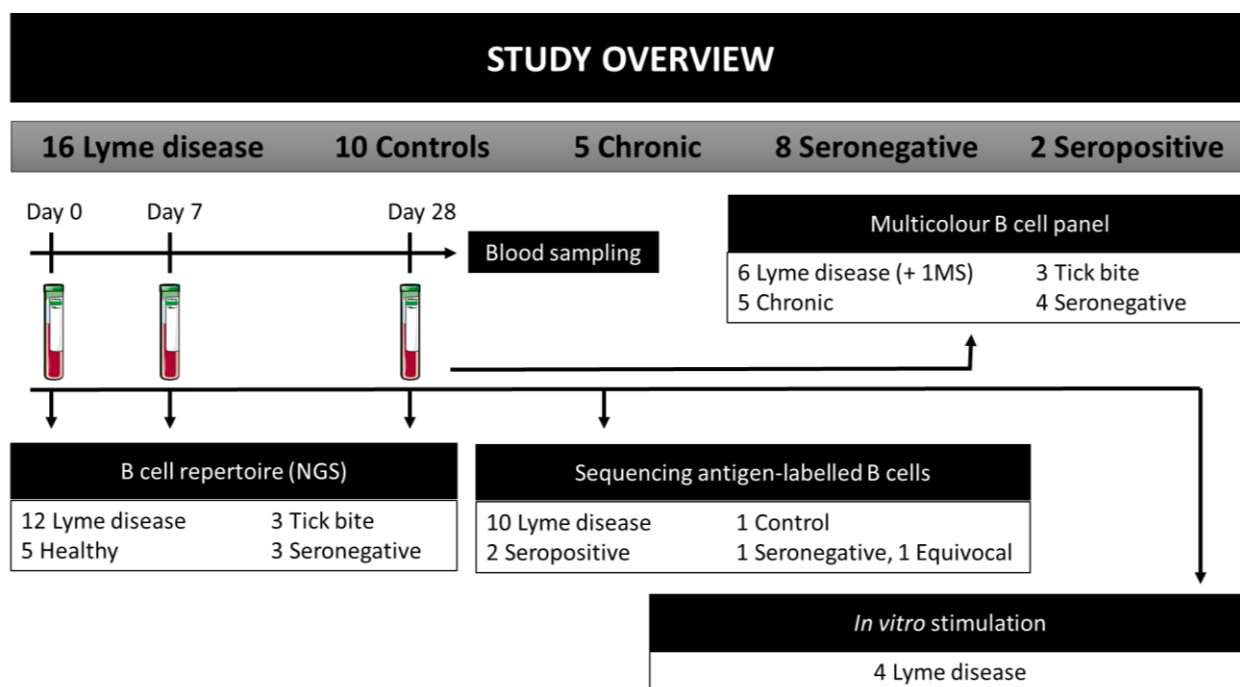 STUDY OVERVIEW
16 Lyme disease 10 Controls 5 Chronic 8 Seronegative 2 Seropositive
Day 0 Day 7 Day 28
Blood sampling
Multicolour B cell panel
6 Lyme disease (+ 1MS) 3 Tick bite
5 Chronic 4 Seronegative
B cell repertoire (NGS)
12 Lyme disease 3 Tick bite
5 Healthy 3 Seronegative
Sequencing antigen-labelled B cells
10 Lyme disease 1 Control
2 Seropositive 1 Seronegative, 1 Equivocal
In vitro stimulation
4 Lyme disease